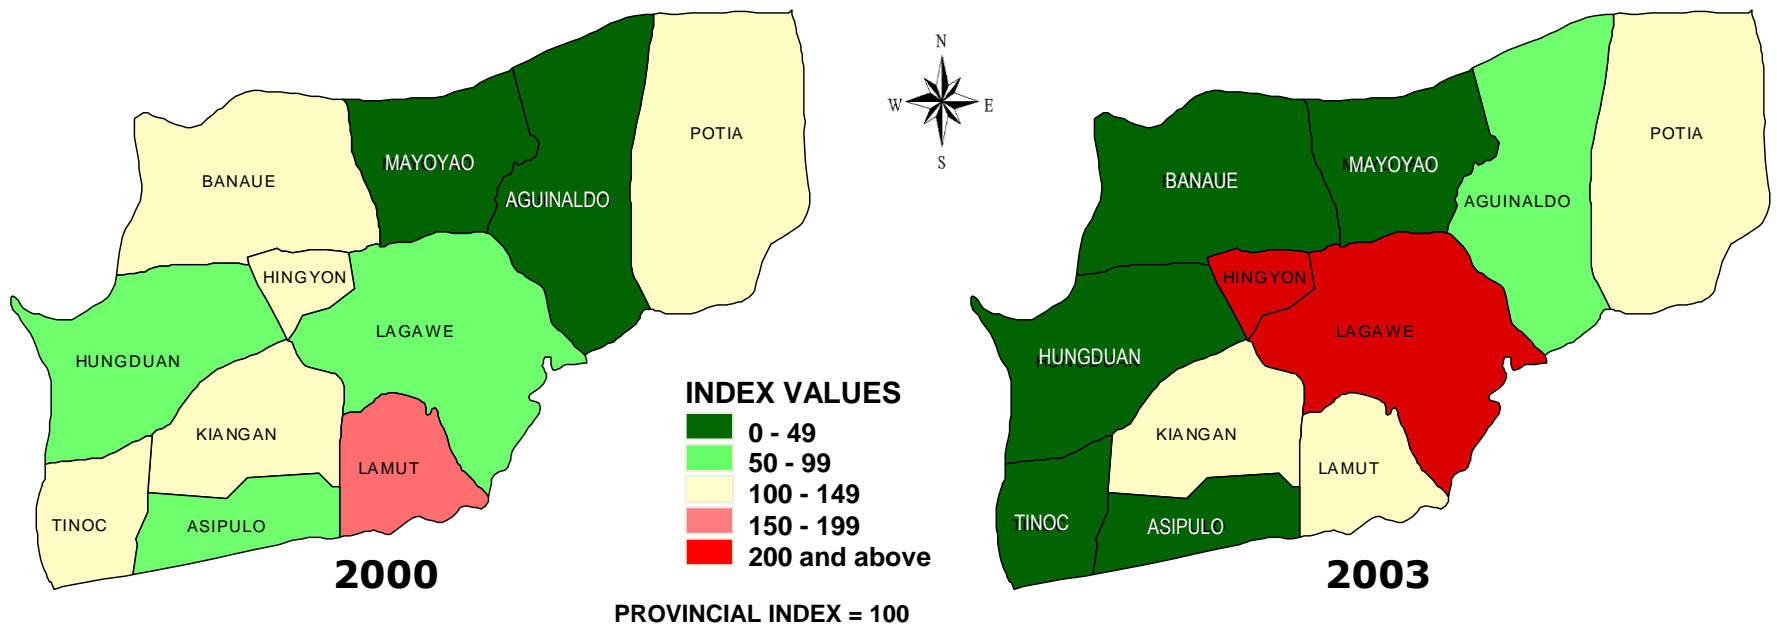 N
W
E
S
POTIA
MAYOYAO
BANAUE
AGUINALDO
HINGYON
LAGAWE
HUNGDUAN
KIANGAN
LAMUT
TINOC
ASIPULO
2000
INDEX VALUES
0 - 49
50 - 99
100 - 149
150 - 199
200 and above
PROVINCIAL INDEX = 100
POTIA
MAYOYAO
BANAUE
AGUINALDO
HINGYON
LAGAWE
HUNGDUAN
KIANGAN
LAMUT
TINOC
ASIPULO
2003